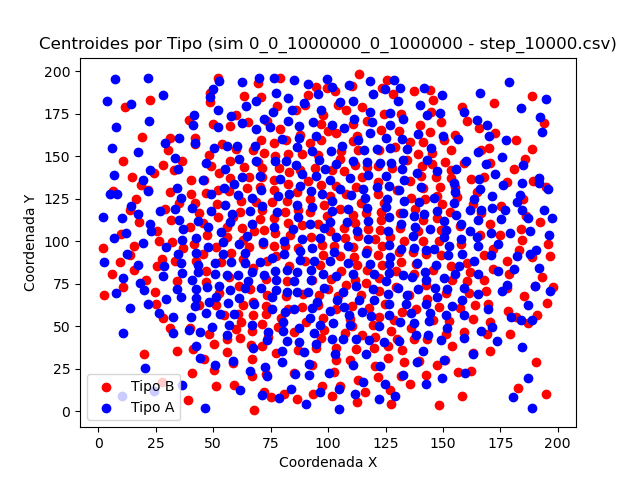 Centroides por Tipo (sim 0_0_1000000_0_1000000 - step_10000.csv)
200
175
150
125
100
75
50
25
0
Coordenada Y
Tipo B
Tipo A
0 25 50 75 100 125 150 175 200
Coordenada X